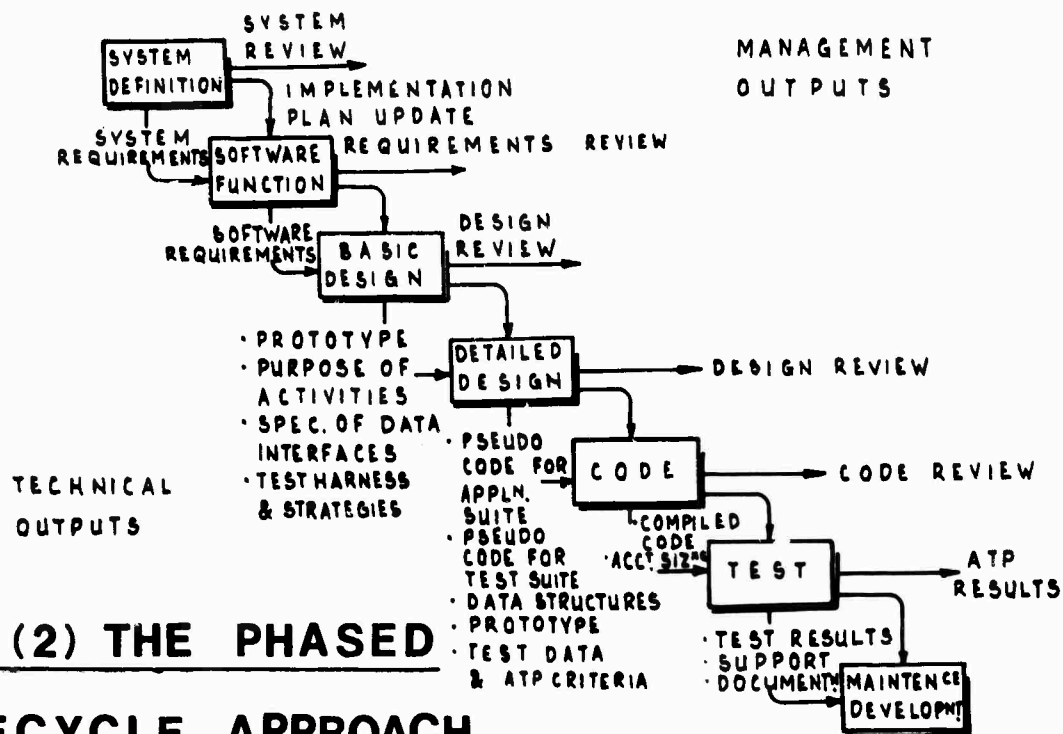 SYSTEM
REVIEW
MANAGEMENT
OUTPUTS
SYSTEM
DEFINITION
IMPLEMENTATION
PLAN UPDATE
SYSTEM
REQUIREMENTS
REQUIREMENTS REVIEW
SOFTWARE
FUNCTION
SOFTWARE
REQUIREMENTS
DESIGN
REVIEW
BASIC
DESIGN
· PROTOTYPE
· PURPOSE OF
ACTIVITIES
· SPEC. OF DATA
INTERFACES
· TEST HARNESS
& STRATEGIES
DETAILED
DESIGN
DESIGN REVIEW
TECHNICAL
OUTPUTS
· PSEUDO
CODE FOR
APPLN.
SUITE
· PSEUDO
CODE FOR
TEST SUITE
· DATA STRUCTURES
· PROTOTYPE
· TEST DATA
& ATP CRITERIA
CODE
CODE REVIEW
· COMPILED
CODE
· ACCT. SIZNG
TEST
ATP
RESULTS
· TEST RESULTS
· SUPPORT
· DOCUMENTN.
MAINTENCE
DEVELOPNT.
(2) THE PHASED
ECYCLE APPROACH